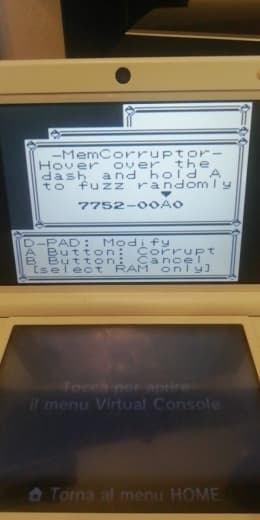 -MemCorruptor-
Hover over the
dash and hold A
to fuzz randomly
7752-00A0
D-PAD: Modify
A Button: Corrupt
B Button: Cancel
[select RAM only]
Tocca per aprire
il menu Virtual Console.
Torna al menu HOME